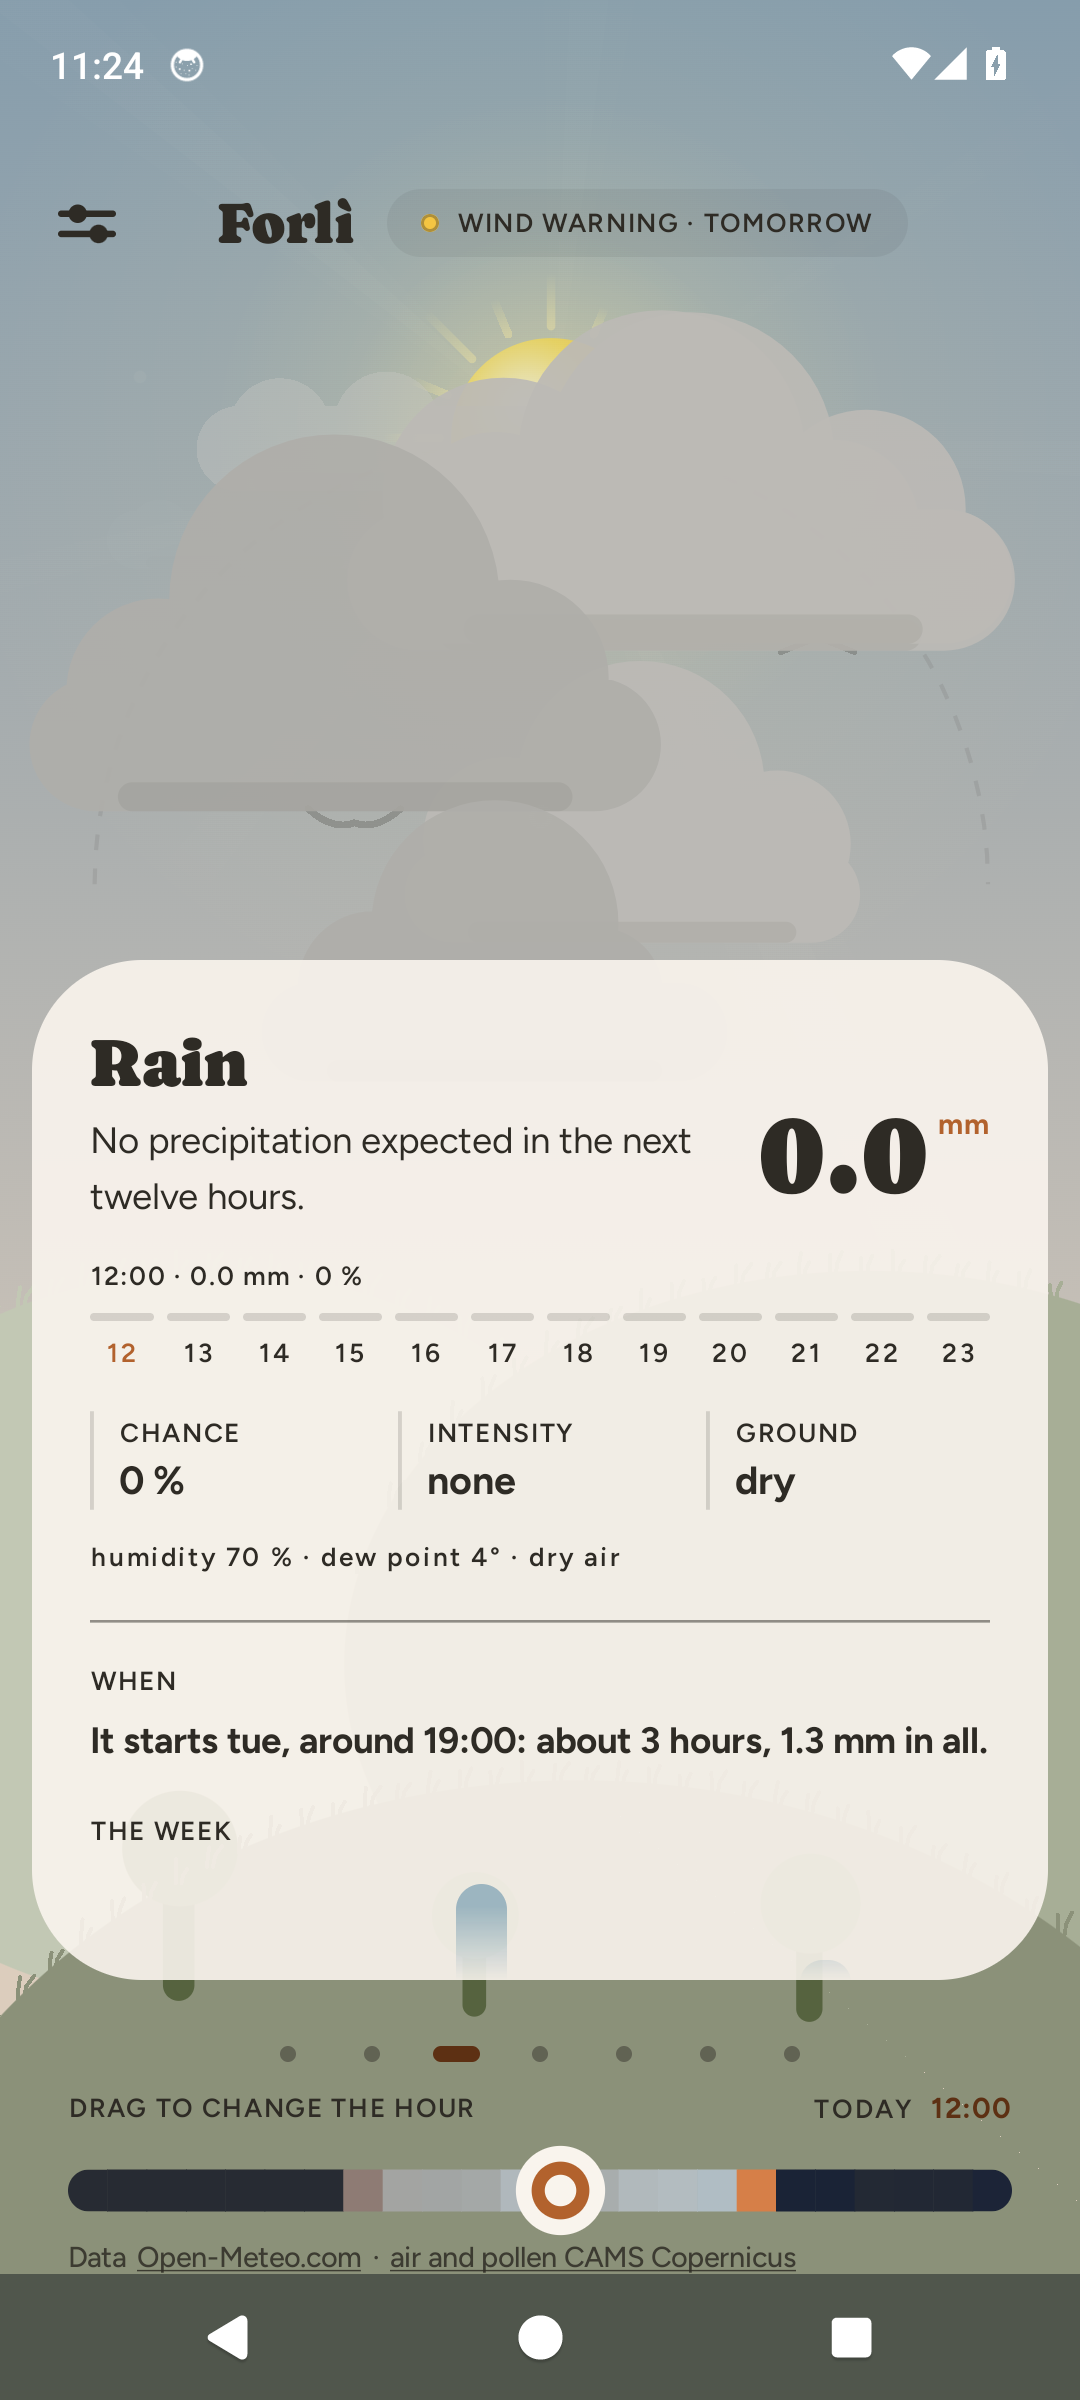 11:24
Forlì
WIND WARNING · TOMORROW
Rain
No precipitation expected in the next
twelve hours.
0.0 mm
12:00 · 0.0 mm · 0 %
12 13 14 15 16 17 18 19 20 21 22 23
CHANCE INTENSITY GROUND
0 % none dry
humidity 70 % · dew point 4° · dry air
WHEN
It starts tue, around 19:00: about 3 hours, 1.3 mm in all.
THE WEEK
DRAG TO CHANGE THE HOUR TODAY 12:00
Data Open-Meteo.com · air and pollen CAMS Copernicus